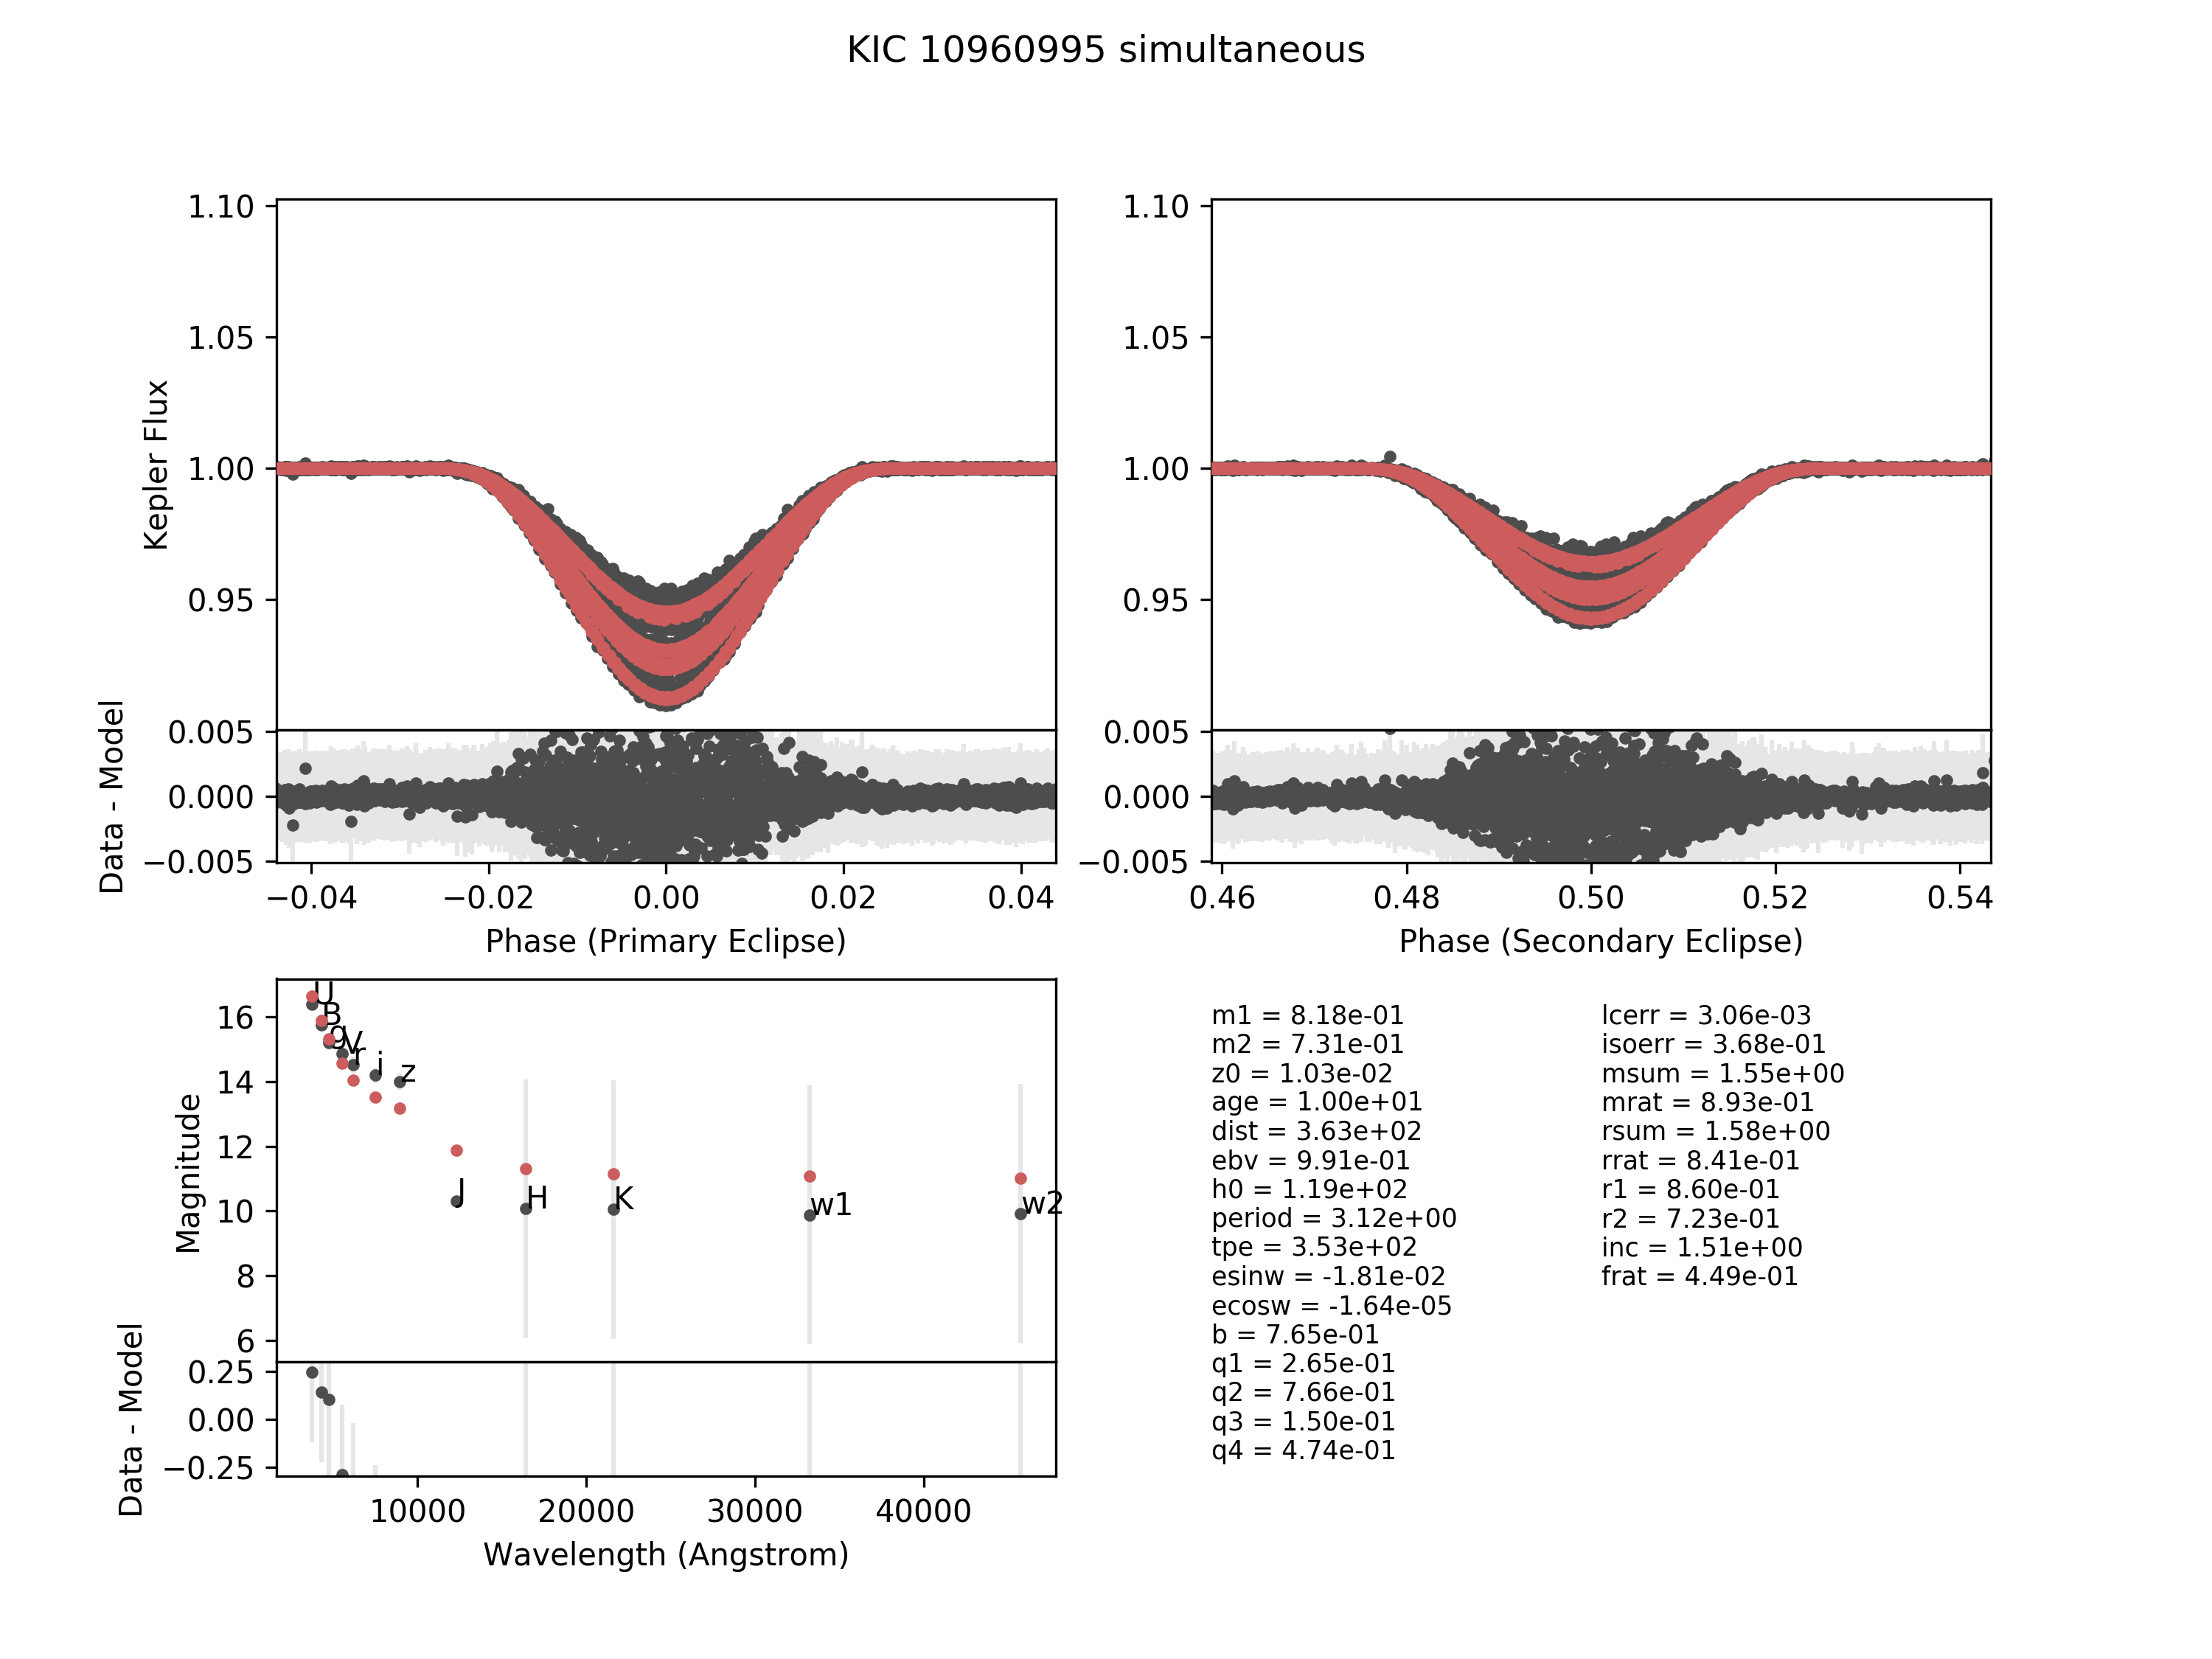 KIC 10960995 simultaneous
1.10
1.05
1.00
0.95
Kepler Flux
0.005
0.000
−0.005
Data - Model
−0.04 −0.02 0.00 0.02 0.04
Phase (Primary Eclipse)
1.10
1.05
1.00
0.95
0.005
0.000
−0.005
0.46 0.48 0.50 0.52 0.54
Phase (Secondary Eclipse)
16
14
12
10
8
6
Magnitude
U
B
g
V
r
i
z
J
H
K
w1
w2
0.25
0.00
−0.25
Data - Model
10000 20000 30000 40000
Wavelength (Angstrom)
m1 = 8.18e-01
m2 = 7.31e-01
z0 = 1.03e-02
age = 1.00e+01
dist = 3.63e+02
ebv = 9.91e-01
h0 = 1.19e+02
period = 3.12e+00
tpe = 3.53e+02
esinw = -1.81e-02
ecosw = -1.64e-05
b = 7.65e-01
q1 = 2.65e-01
q2 = 7.66e-01
q3 = 1.50e-01
q4 = 4.74e-01
lcerr = 3.06e-03
isoerr = 3.68e-01
msum = 1.55e+00
mrat = 8.93e-01
rsum = 1.58e+00
rrat = 8.41e-01
r1 = 8.60e-01
r2 = 7.23e-01
inc = 1.51e+00
frat = 4.49e-01